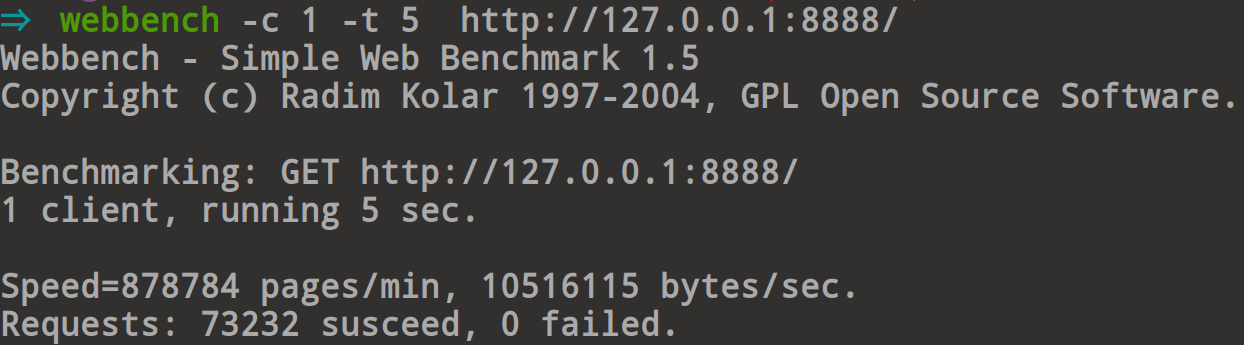 ⇒ webbench -c 1 -t 5  http://127.0.0.1:8888/
Webbench - Simple Web Benchmark 1.5
Copyright (c) Radim Kolar 1997-2004, GPL Open Source Software.
Benchmarking: GET http://127.0.0.1:8888/
1 client, running 5 sec.
Speed=878784 pages/min, 10516115 bytes/sec.
Requests: 73232 susceed, 0 failed.